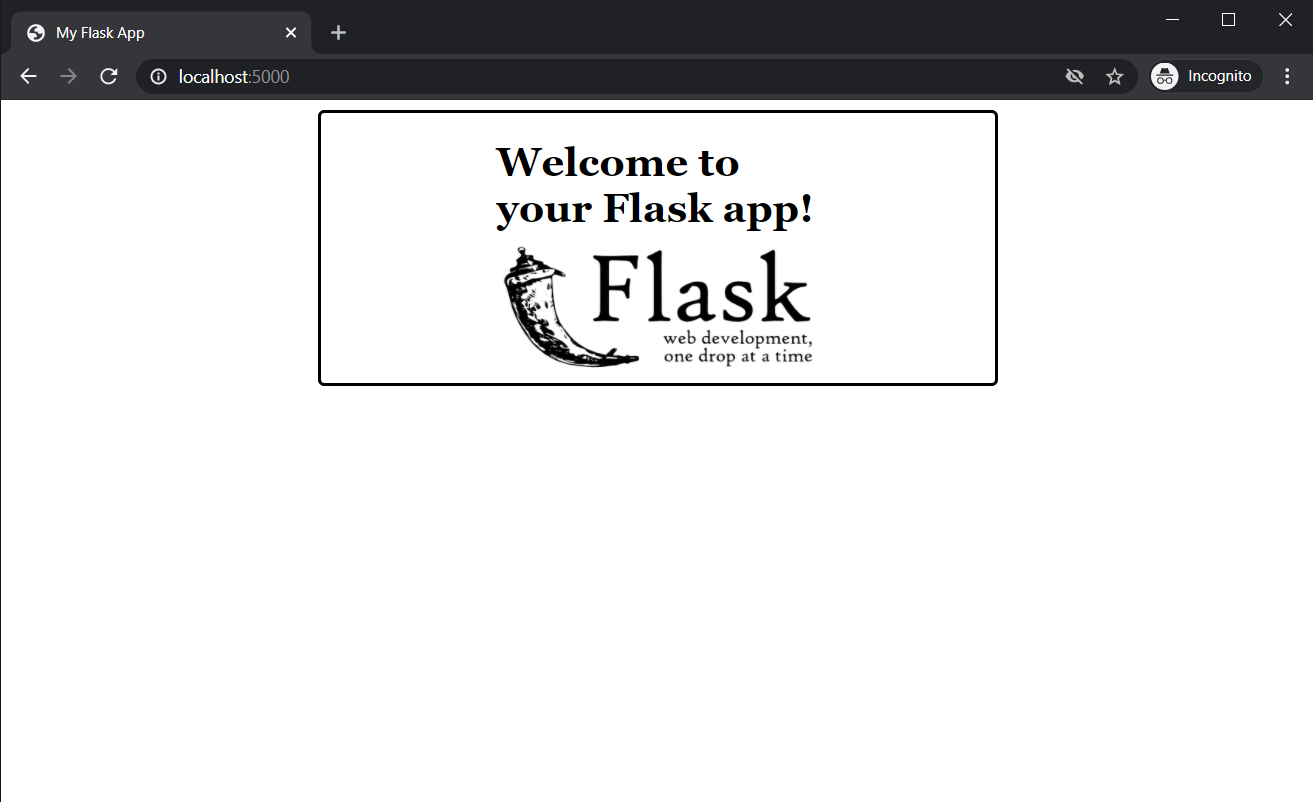 My Flask App
localhost:5000
Incognito
Welcome to
your Flask app!
Flask
web development,
one drop at a time